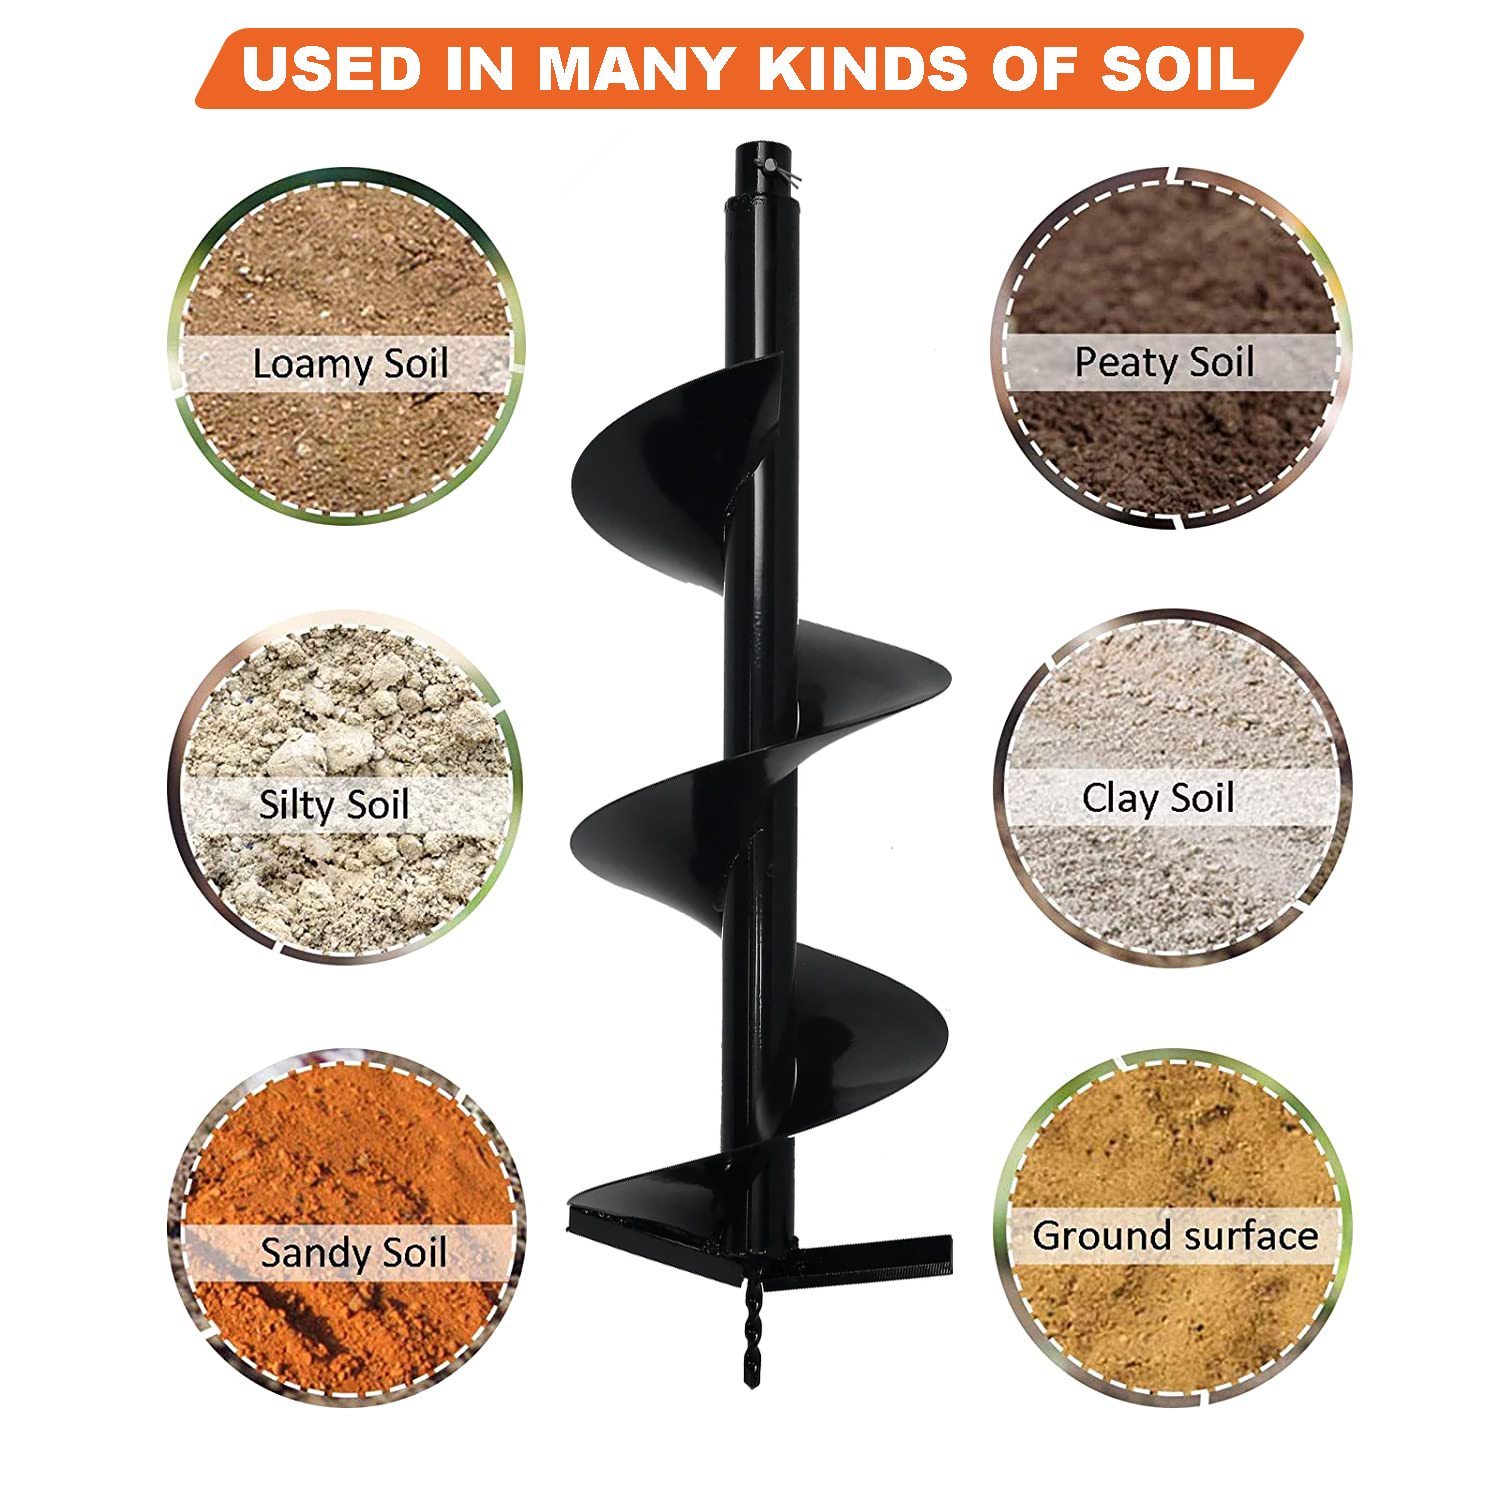 USED IN MANY KINDS OF SOIL
Loamy Soil
Peaty Soil
Silty Soil
Clay Soil
Sandy Soil
Ground surface